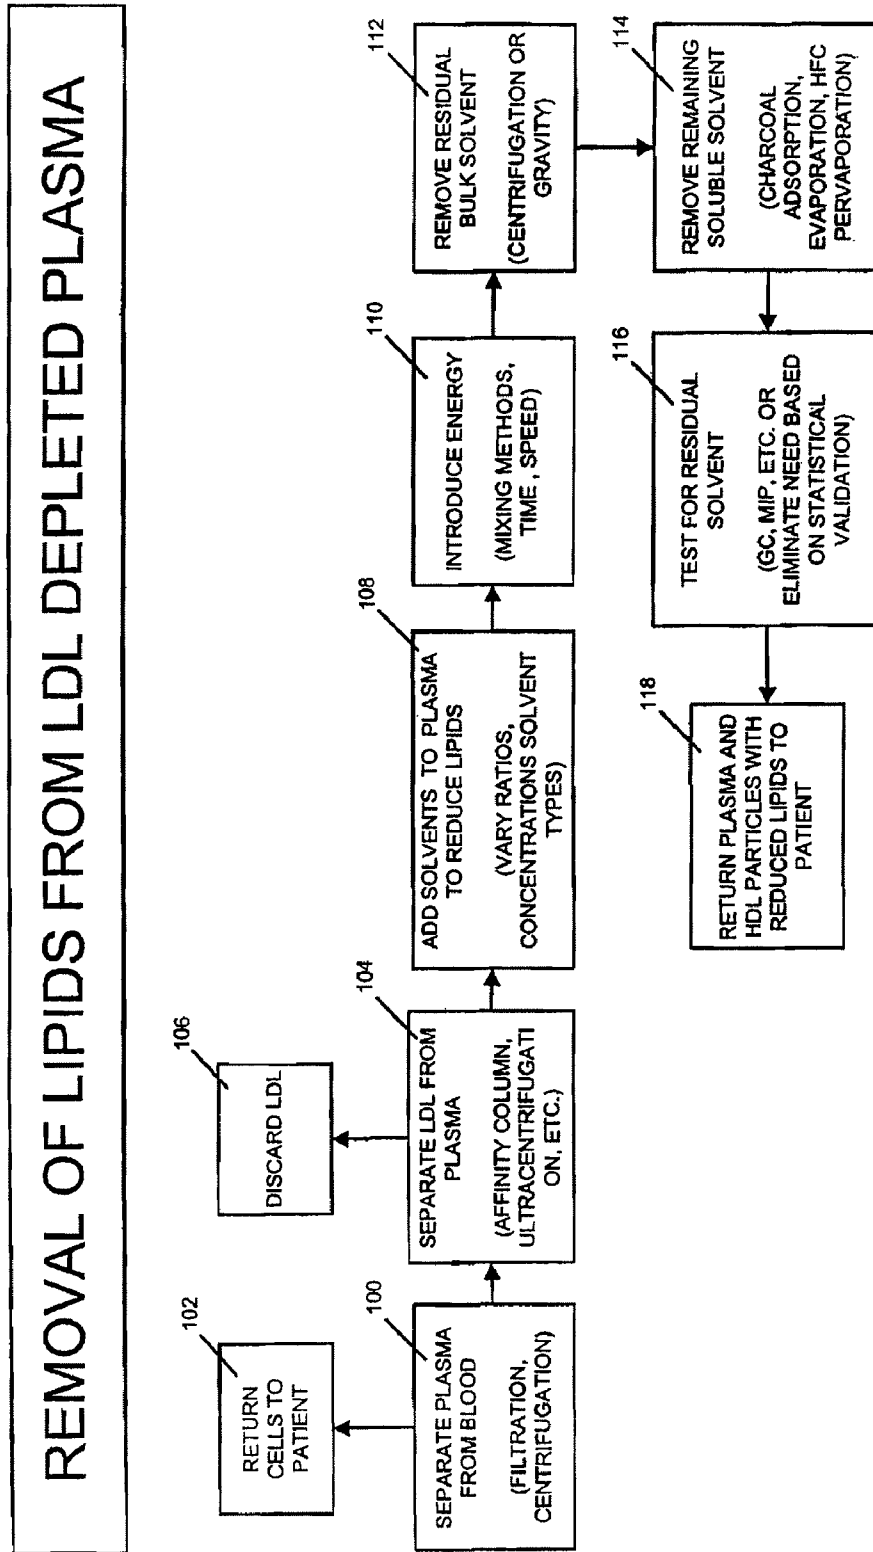 REMOVAL OF LIPIDS FROM LDL DEPLETED PLASMA
102
RETURN
CELLS TO
PATIENT
100
SEPARATE PLASMA
FROM BLOOD
(FILTRATION,
CENTRIFUGATION)
106
DISCARD LDL
104
SEPARATE LDL FROM
PLASMA
(AFFINITY COLUMN,
ULTRACENTRIFUGATI
ON, ETC.)
108
ADD SOLVENTS TO PLASMA
TO REDUCE LIPIDS
(VARY RATIOS,
CONCENTRATIONS SOLVENT
TYPES)
110
INTRODUCE ENERGY
(MIXING METHODS,
TIME , SPEED)
112
REMOVE RESIDUAL
BULK SOLVENT
(CENTRIFUGATION OR
GRAVITY)
114
REMOVE REMAINING
SOLUBLE SOLVENT
(CHARCOAL
ADSORPTION,
EVAPORATION, HFC
PERVAPORATION)
116
TEST FOR RESIDUAL
SOLVENT
(GC, MIP, ETC. OR
ELIMINATE NEED BASED
ON STATISTICAL
VALIDATION)
118
RETURN PLASMA AND
HDL PARTICLES WITH
REDUCED LIPIDS TO
PATIENT